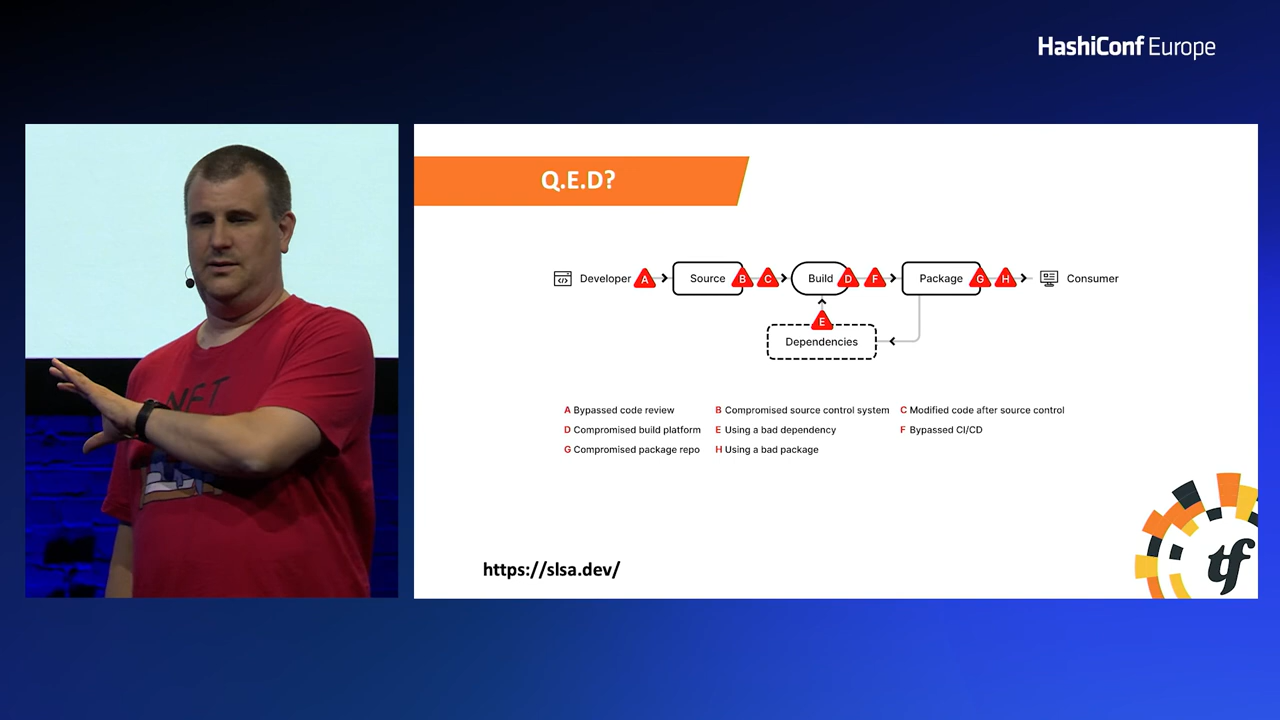 HashiConf Europe
Q.E.D?
Developer A Source B C Build D F Package G H Consumer
E
Dependencies
A Bypassed code review B Compromised source control system C Modified code after source control
D Compromised build platform E Using a bad dependency F Bypassed CI/CD
G Compromised package repo H Using a bad package
https://slsa.dev/
tf